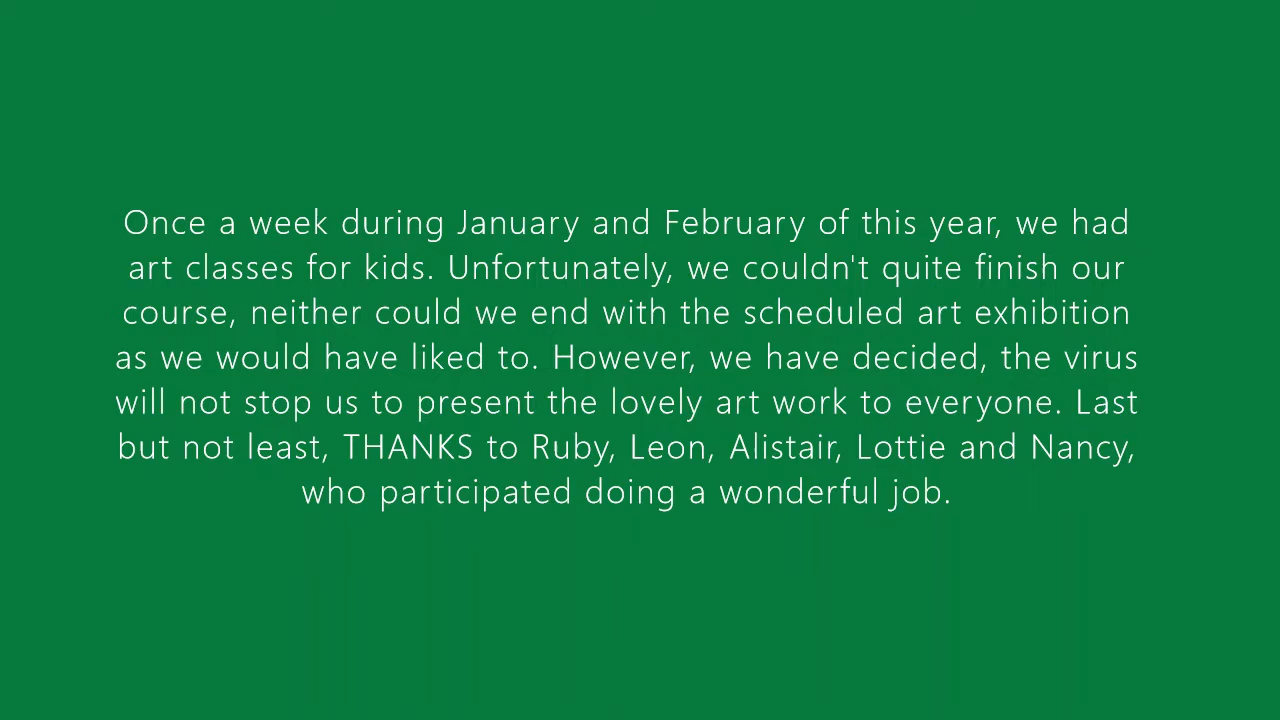 Once a week during January and February of this year, we had
art classes for kids. Unfortunately, we couldn't quite finish our
course, neither could we end with the scheduled art exhibition
as we would have liked to. However, we have decided, the virus
will not stop us to present the lovely art work to everyone. Last
but not least, THANKS to Ruby, Leon, Alistair, Lottie and Nancy,
who participated doing a wonderful job.